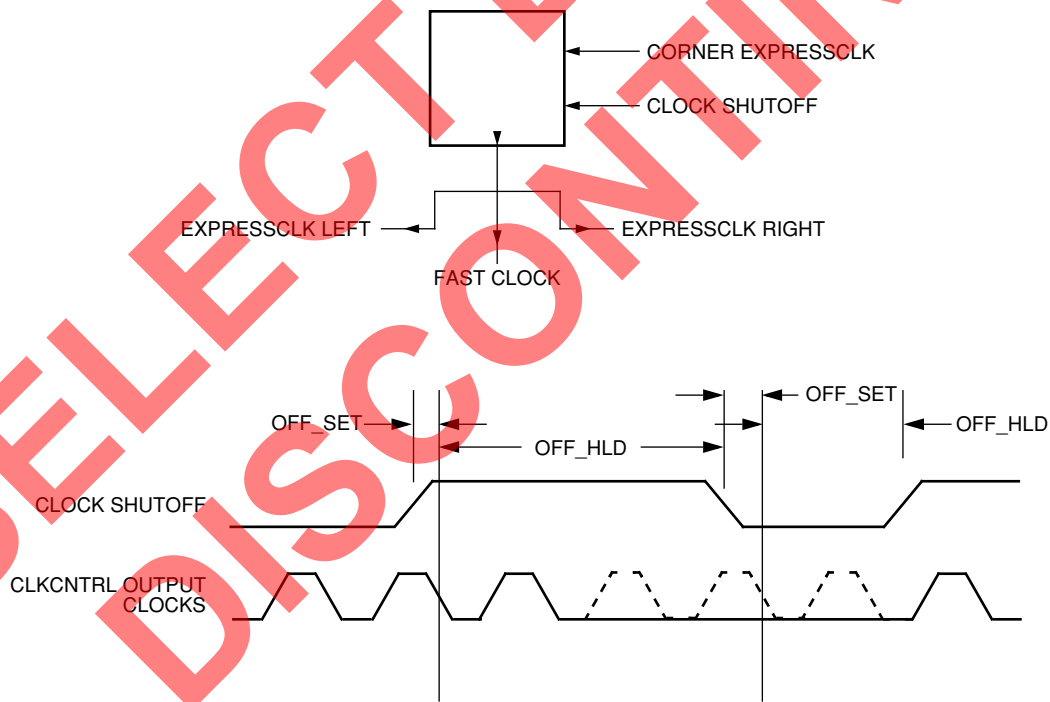 CORNER EXPRESSCLK
CLOCK SHUTOFF
EXPRESSCLK LEFT
EXPRESSCLK RIGHT
FAST CLOCK
OFF_SET
OFF_SET
OFF_HLD
OFF_HLD
CLOCK SHUTOFF
CLKCNTRL OUTPUT
CLOCKS
SELECT
DISCONTIN